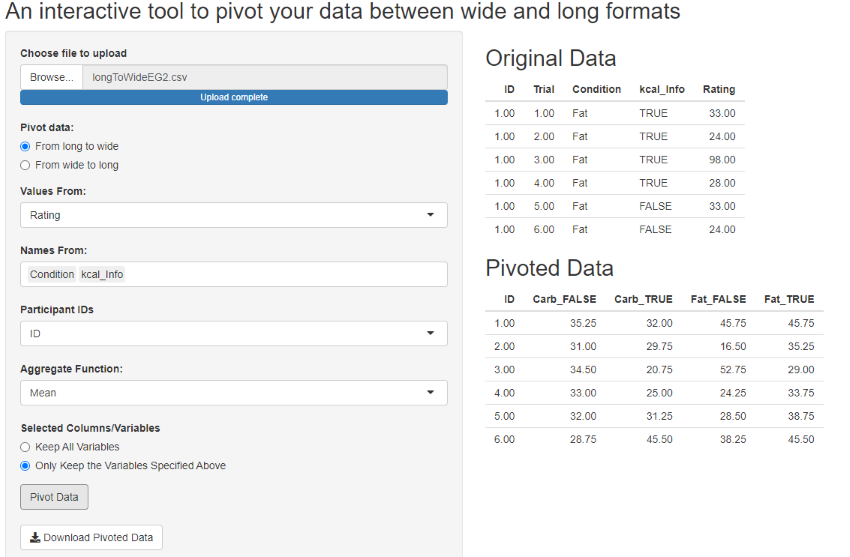 An interactive tool to pivot your data between wide and long formats
Choose file to upload
Browse... longToWideEG2.csv
Upload complete
Pivot data:
From long to wide
From wide to long
Values From:
Rating
Names From:
Condition kcal_Info
Participant IDs
ID
Aggregate Function:
Mean
Selected Columns/Variables
Keep All Variables
Only Keep the Variables Specified Above
Pivot Data
Download Pivoted Data
Original Data
ID Trial Condition kcal_Info Rating
1.00 1.00 Fat TRUE 33.00
1.00 2.00 Fat TRUE 24.00
1.00 3.00 Fat TRUE 98.00
1.00 4.00 Fat TRUE 28.00
1.00 5.00 Fat FALSE 33.00
1.00 6.00 Fat FALSE 24.00
Pivoted Data
ID Carb_FALSE Carb_TRUE Fat_FALSE Fat_TRUE
1.00 35.25 32.00 45.75 45.75
2.00 31.00 29.75 16.50 35.25
3.00 34.50 20.75 52.75 29.00
4.00 33.00 25.00 24.25 33.75
5.00 32.00 31.25 28.50 38.75
6.00 28.75 45.50 38.25 45.50